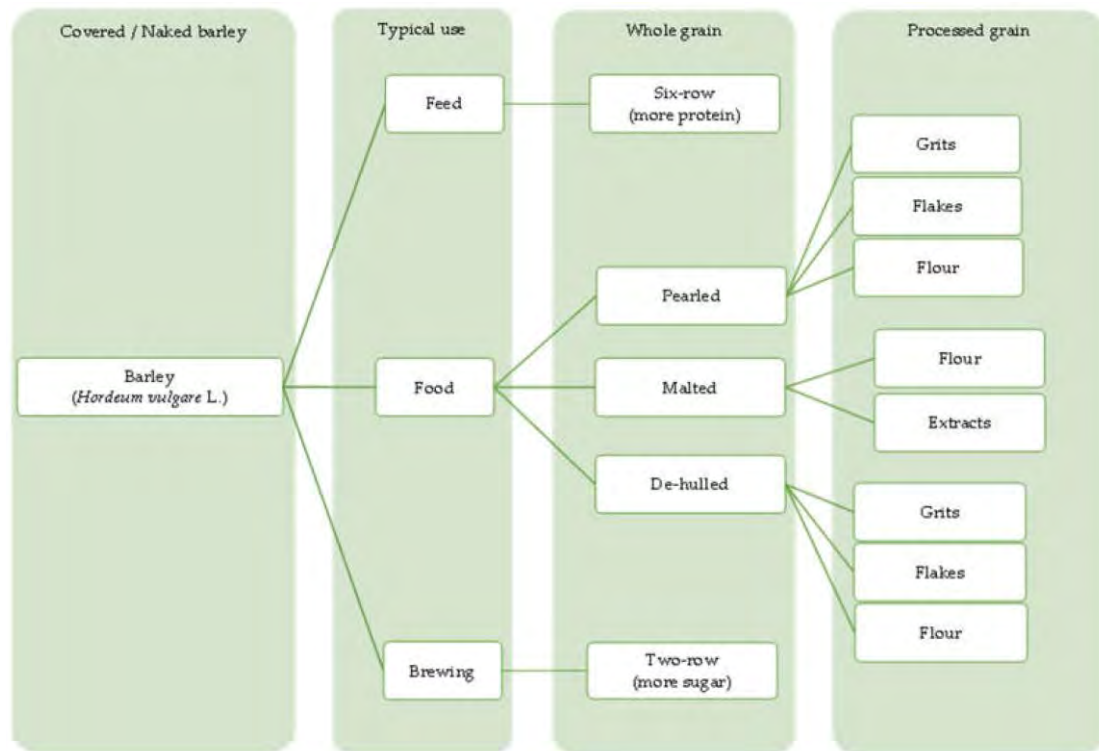 Covered / Naked barley
Typical use
Whole grain
Processed grain
Feed
Six-row
(more protein)
Grits
Flakes
Flour
Pearled
Barley
(Hordeum vulgare L.)
Food
Malted
Flour
Extracts
De-hulled
Grits
Flakes
Flour
Brewing
Two-row
(more sugar)